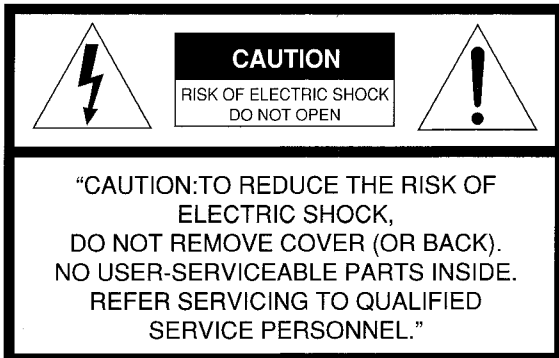 CAUTION
RISK OF ELECTRIC SHOCK
DO NOT OPEN
“CAUTION:TO REDUCE THE RISK OF
ELECTRIC SHOCK,
DO NOT REMOVE COVER (OR BACK).
NO USER-SERVICEABLE PARTS INSIDE.
REFER SERVICING TO QUALIFIED
SERVICE PERSONNEL.”